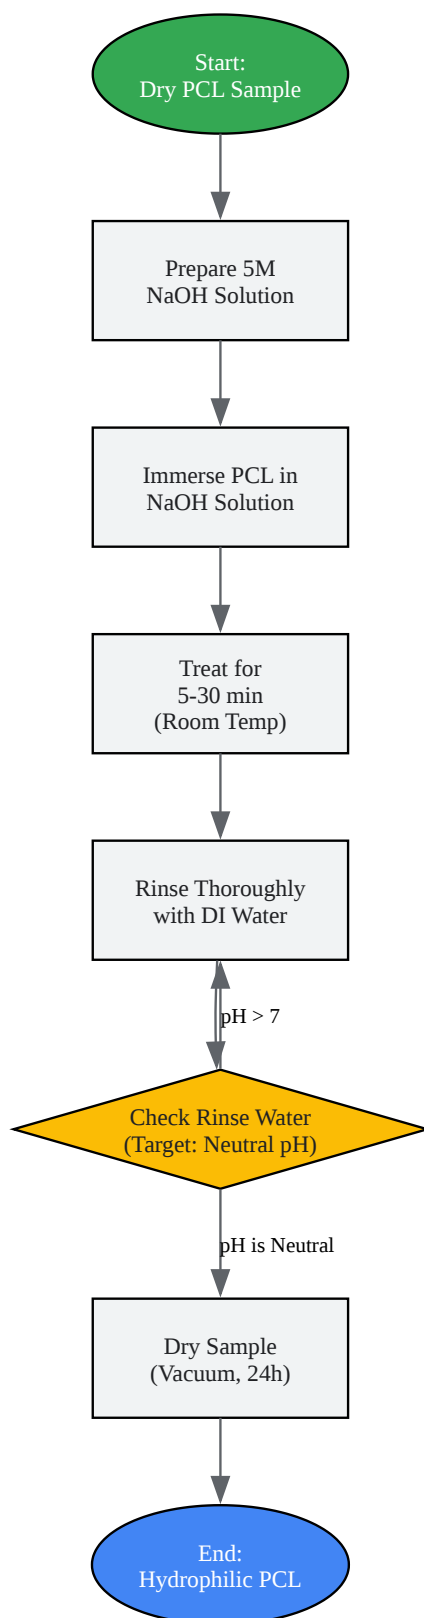 Start:
Dry PCL Sample
Prepare 5M
NaOH Solution
Immerse PCL in
NaOH Solution
Treat for
5-30 min
(Room Temp)
Rinse Thoroughly
with DI Water
pH > 7
Check Rinse Water
(Target: Neutral pH)
pH is Neutral
Dry Sample
(Vacuum, 24h)
End:
Hydrophilic PCL